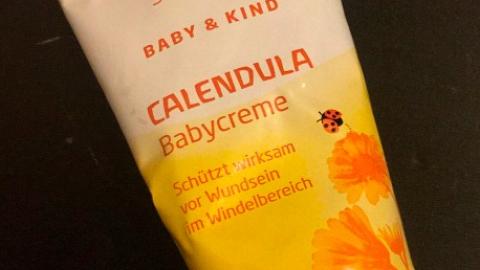 BABY & KIND
CALENDULA
Babycreme
Schützt wirksam
vor Wundsein
im Windelbereich